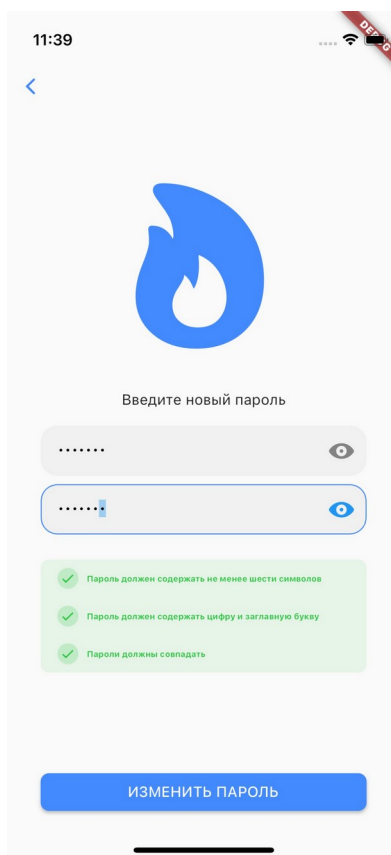 11:39
DEBUG
Введите новый пароль
Пароль должен содержать не менее шести символов
Пароль должен содержать цифру и заглавную букву
Пароли должны совпадать
ИЗМЕНИТЬ ПАРОЛЬ